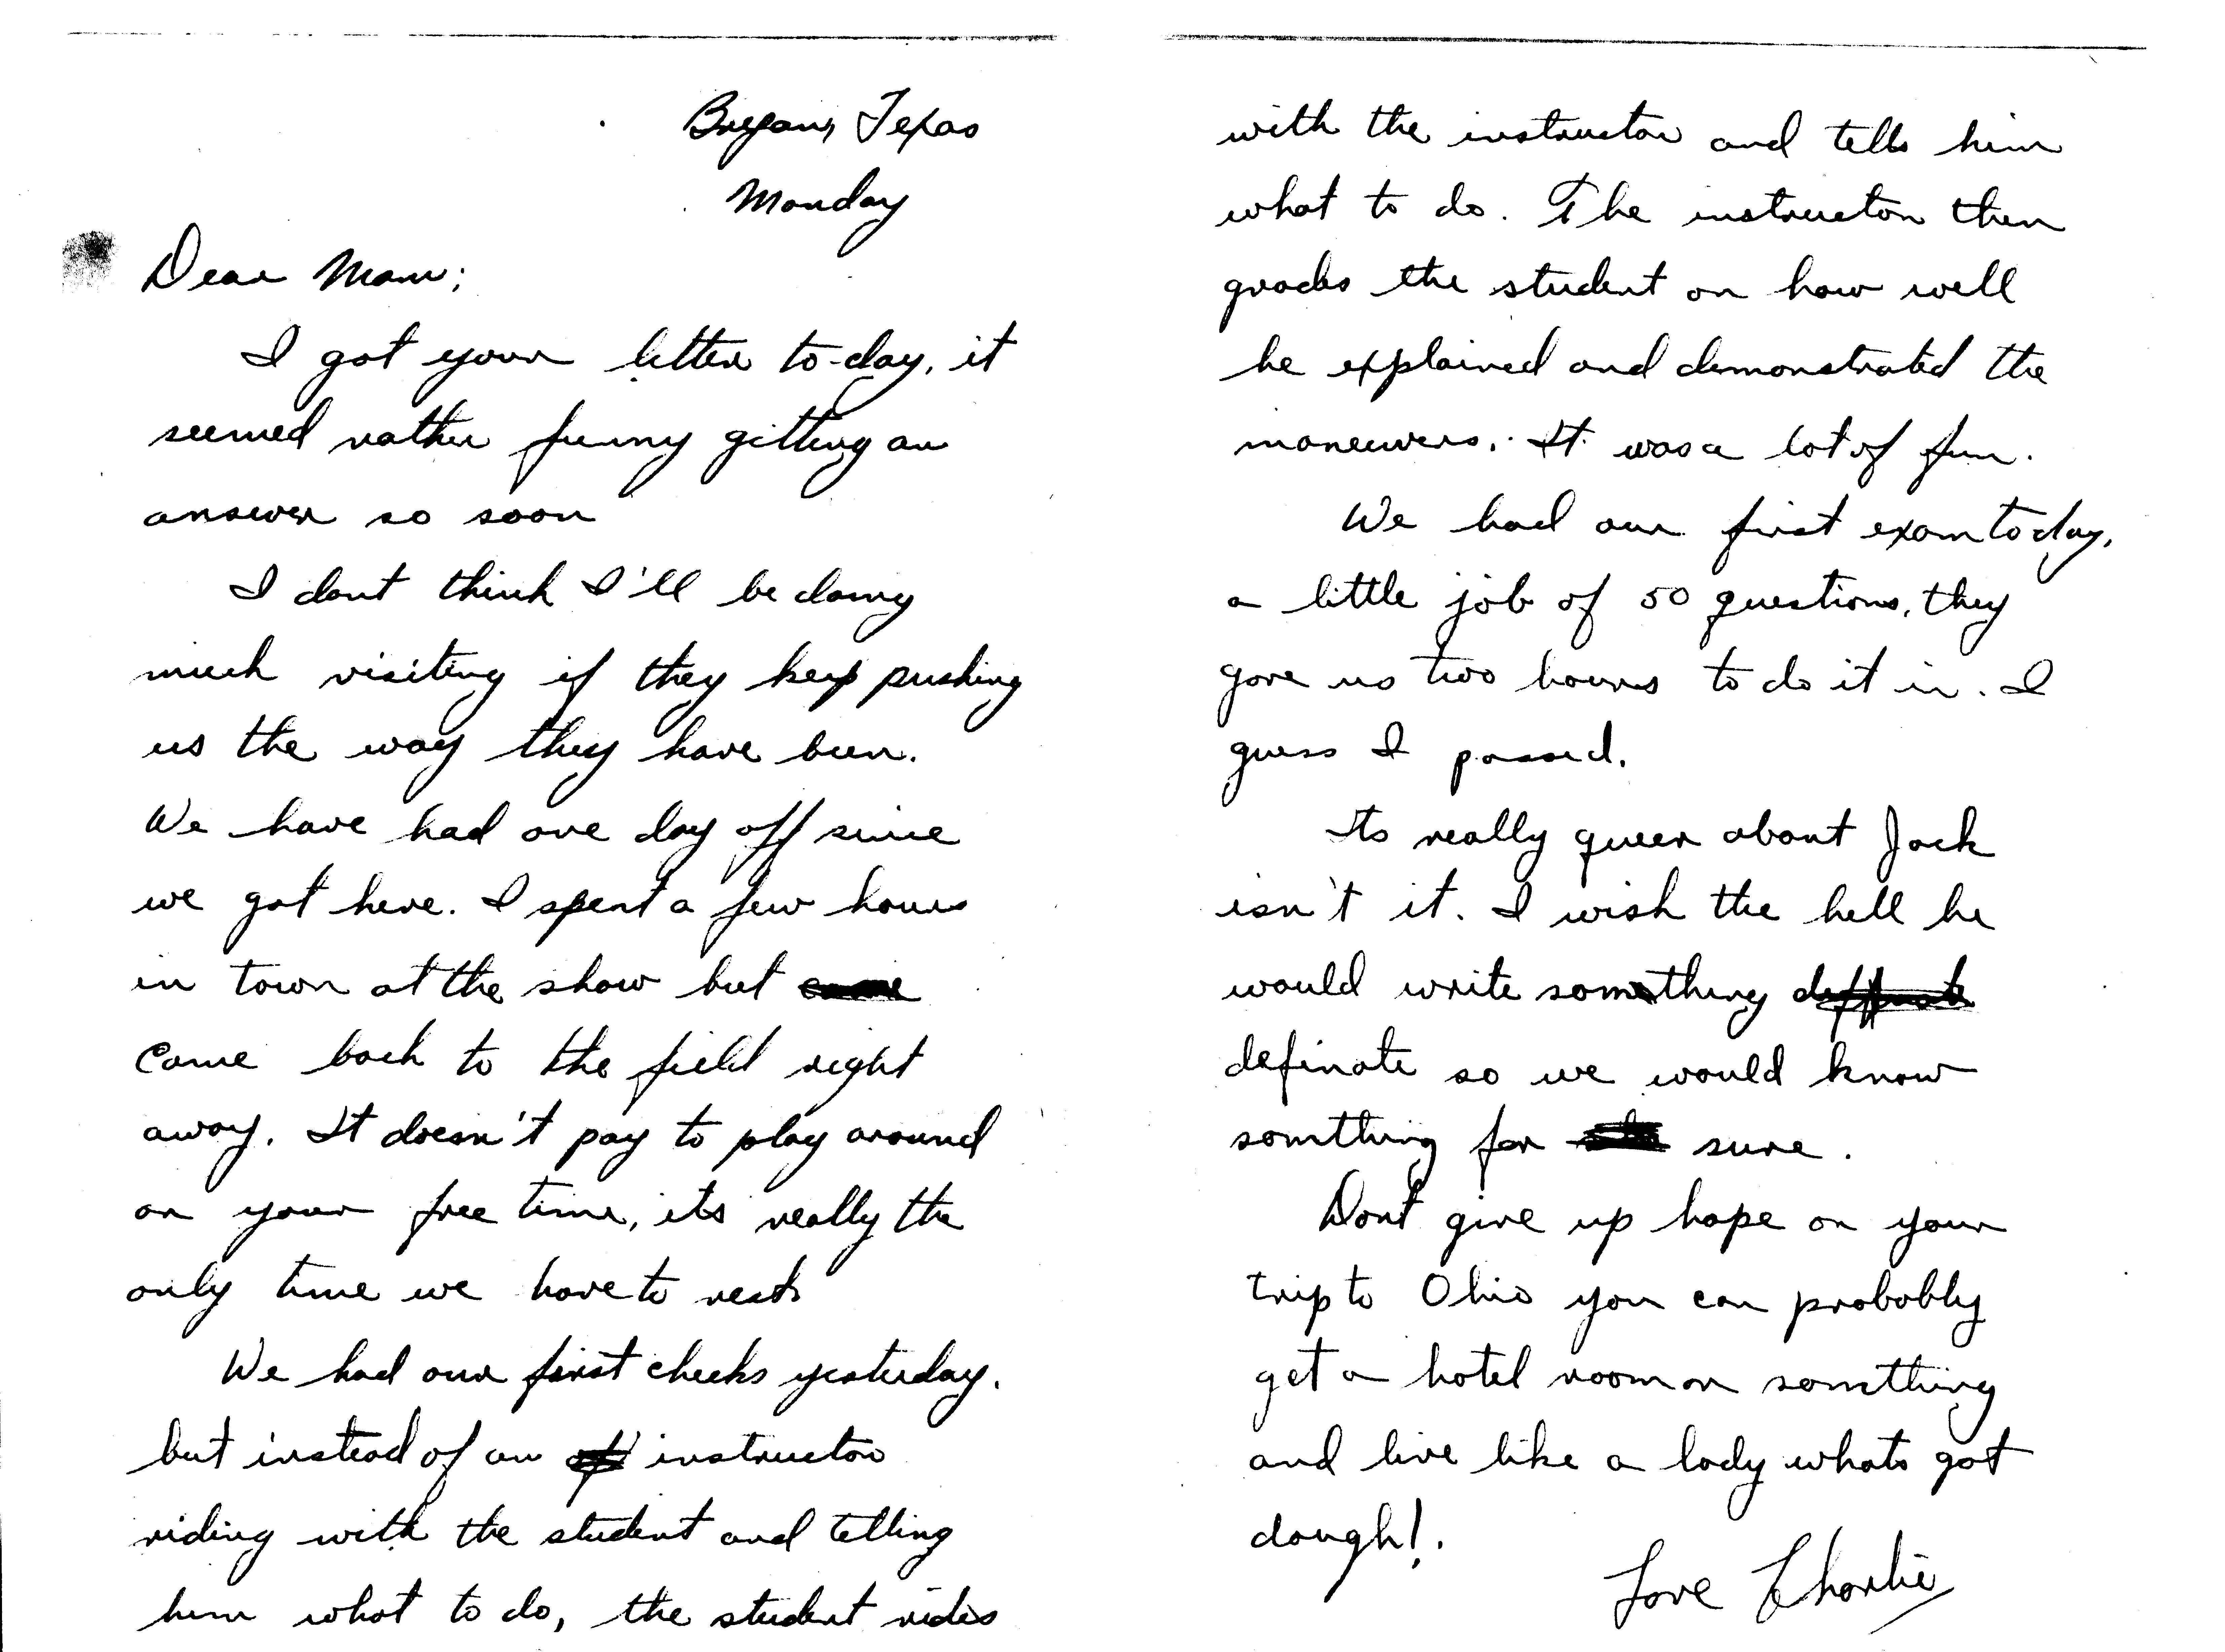 Bryan, Texas
Monday
Dear Mom;
I got your letter to-day, it
seemed rather funny gitting an
answer so soon
I dont think I'll be doing
much visiting if they keep pushing
us the way they have been.
We have had one day off since
we got here. I spent a few hours
in town at the show but came
came back to the field right
away. It doesn't pay to play around
on your free time, its really the
only time we have to rest.
We had our first checks yesterday.
but instead of an instructor
riding with the student and telling
him what to do, the student rides
with the instructor and tells him
what to do. The instructor then
grades the student on how well
he explained and demonstrated the
maneuvers. It was a lot of fun.
We had our first exam today,
a little job of 50 questions, they
gave us two hours to do it in. I
guess I passed.
Its really queer about Jack
isn't it. I wish the hell he
would write something
definate so we would know
somthing for sure.
Dont give up hope on your
trip to Ohio you can probobly
get a hotel room or somthing
and live like a lady whats got
dough!.
Love Charlie